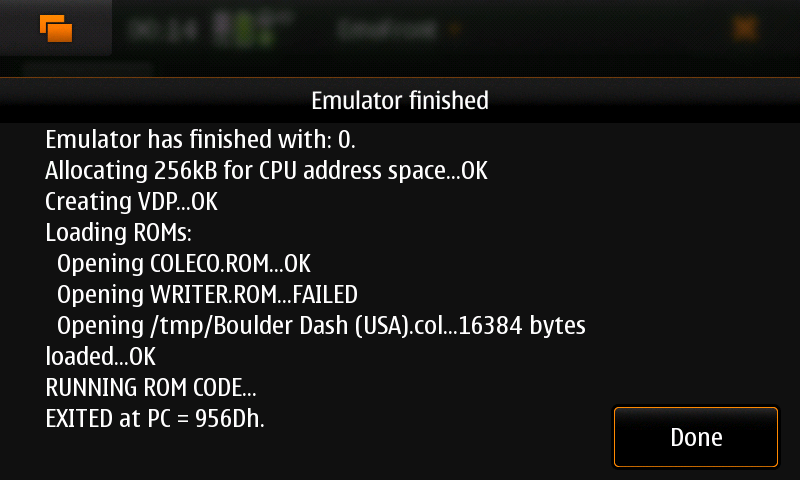 Emulator finished
Emulator has finished with: 0.
Allocating 256kB for CPU address space...OK
Creating VDP...OK
Loading ROMs:
Opening COLECO.ROM...OK
Opening WRITER.ROM...FAILED
Opening /tmp/Boulder Dash (USA).col...16384 bytes
loaded...OK
RUNNING ROM CODE...
EXITED at PC = 956Dh.
Done